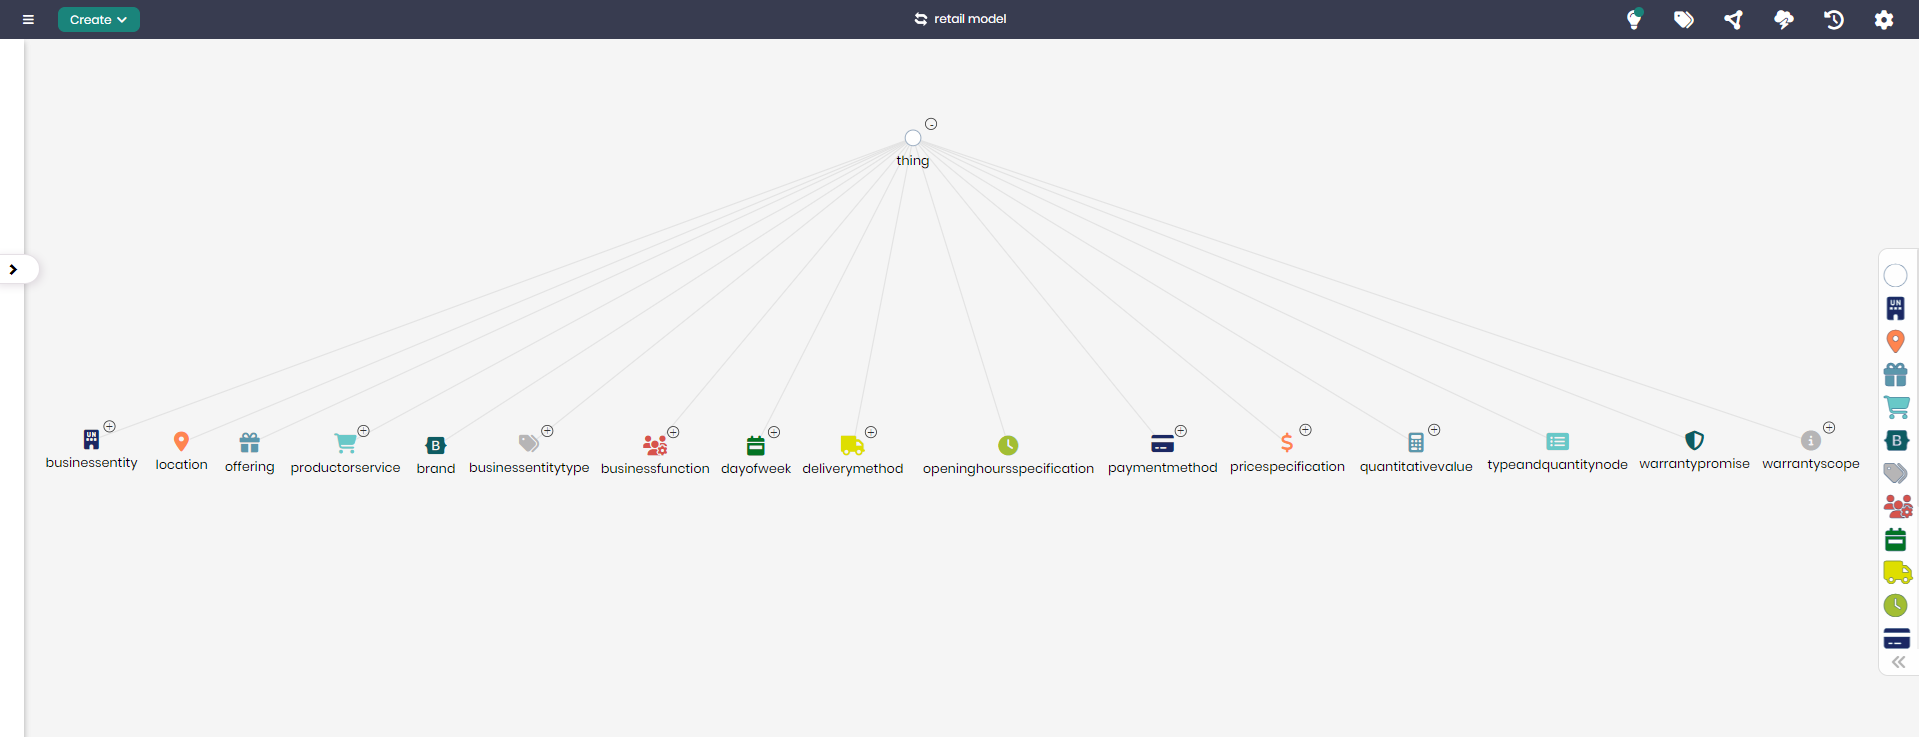 Create
retail model
thing
businessentity
location
offering
productorservice
brand
businessentitytype
businessfunction
dayofweek
deliverymethod
openinghoursspecification
paymentmethod
pricespecification
quantitativevalue
typeandquantitynode
warrantypromise
warrantyscope